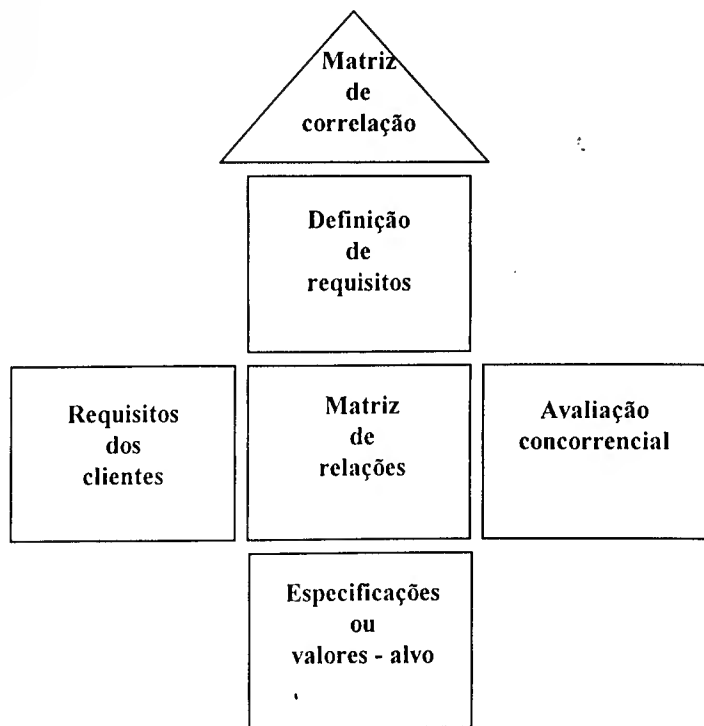 Matriz
de
correlação
Definição
de
requisitos
Requisitos
dos
clientes
Matriz
de
relações
Avaliação
concorrencial
Especificações
ou
valores - alvo